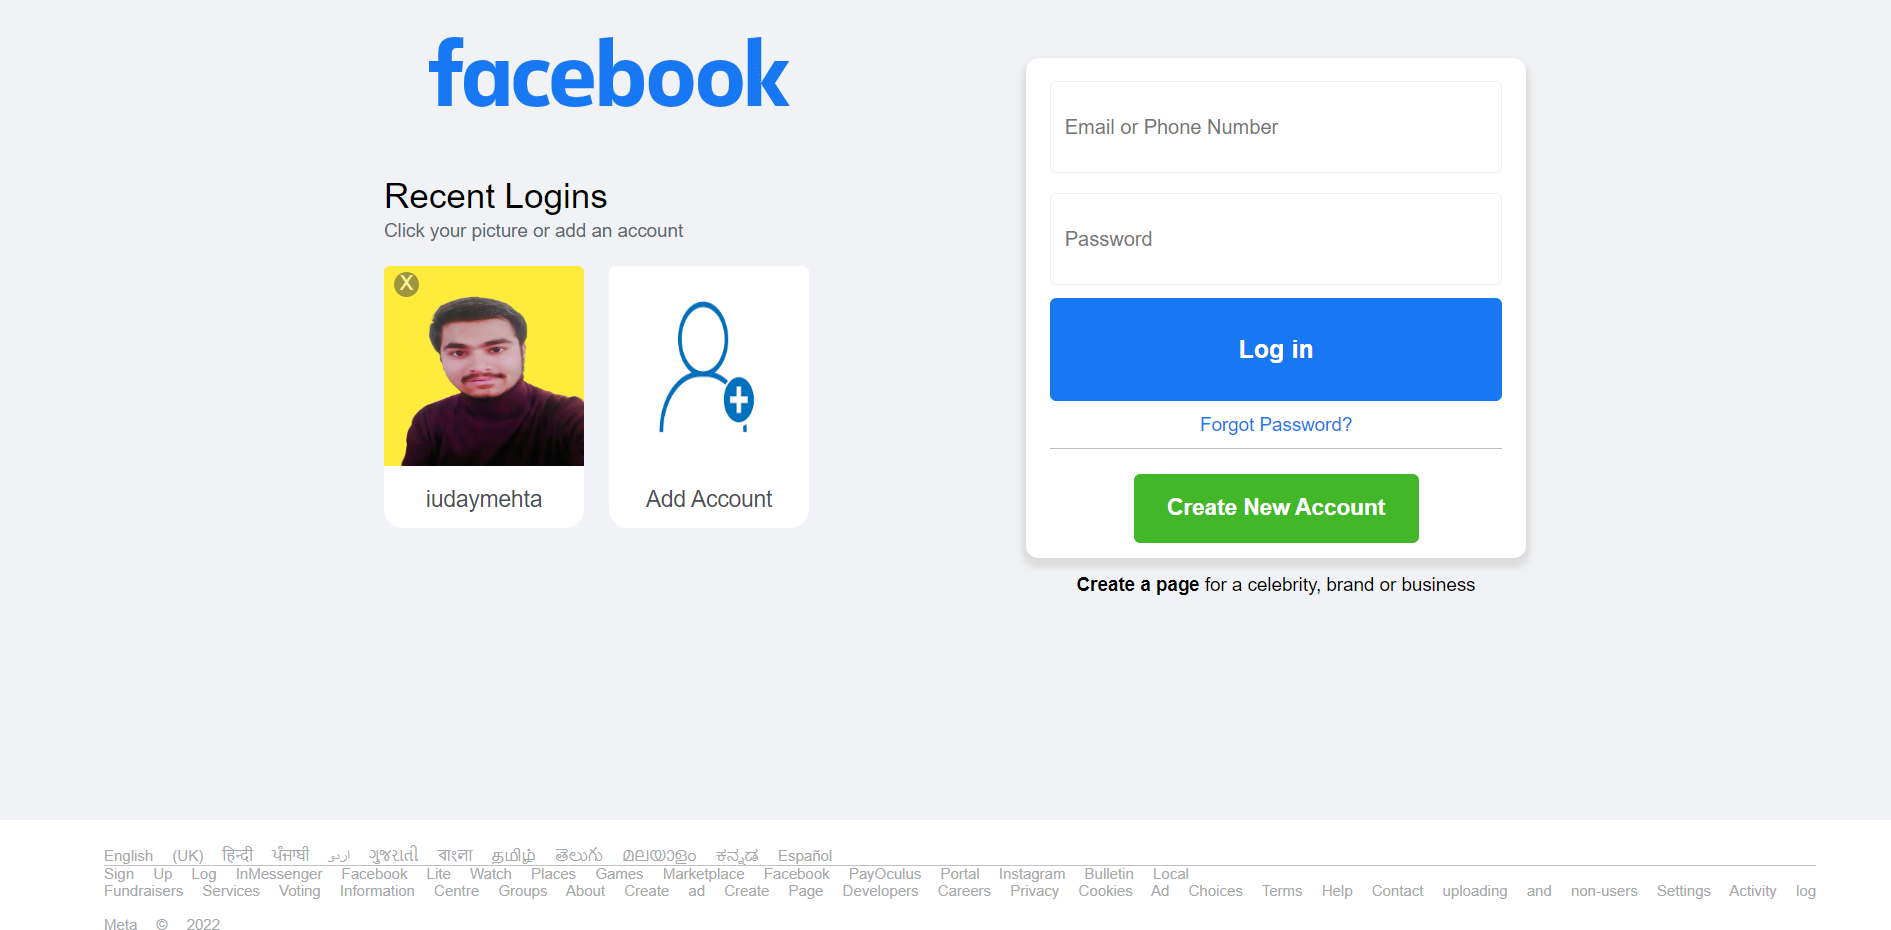 facebook
Recent Logins
Click your picture or add an account
X
iudaymehta
Add Account
Email or Phone Number
Password
Log in
Forgot Password?
Create New Account
Create a page for a celebrity, brand or business
English (UK) हिन्दी ਪੰਜਾਬੀ اردو ગુજરાતી বাংলা தமிழ் తెలుగు മലയാളം ಕನ್ನಡ Español
Sign Up Log InMessenger Facebook Lite Watch Places Games Marketplace Facebook PayOculus Portal Instagram Bulletin Local
Fundraisers Services Voting Information Centre Groups About Create ad Create Page Developers Careers Privacy Cookies Ad Choices Terms Help Contact uploading and non-users Settings Activity log
Meta © 2022